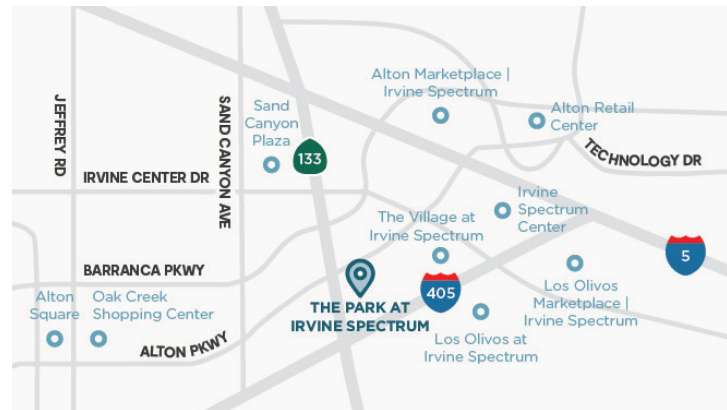 Alton Marketplace |
Irvine Spectrum
JEFFREY RD
SAND CANYON AVE
Sand
Canyon
Plaza
Alton Retail
Center
133
TECHNOLOGY DR
IRVINE CENTER DR
Irvine
Spectrum
Center
The Village at
Irvine Spectrum
5
BARRANCA PKWY
405
Alton
Square
Oak Creek
Shopping Center
THE PARK AT
IRVINE SPECTRUM
Los Olivos
Marketplace |
Irvine Spectrum
ALTON PKWY
Los Olivos at
Irvine Spectrum